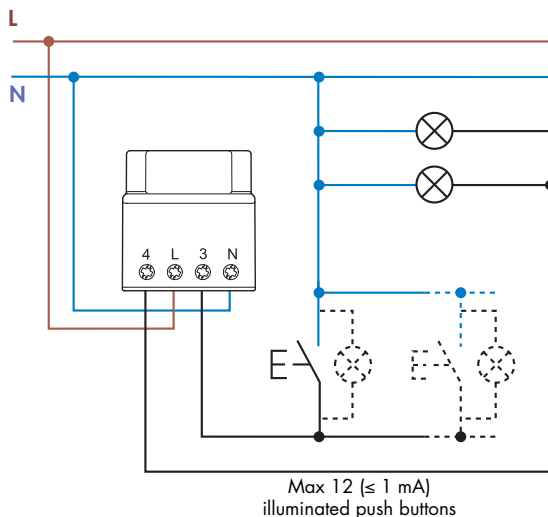 L
N
4 L 3 N
Max 12 (≤ 1 mA)
illuminated push buttons